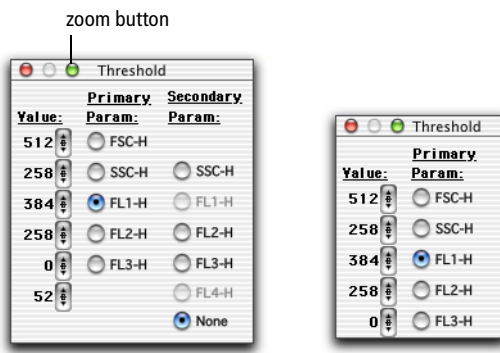 zoom button
Threshold
Primary Secondary
Value: Param: Param:
512 FSC-H
258 SSC-H SSC-H
384 FL1-H FL1-H
258 FL2-H FL2-H
0 FL3-H FL3-H
52 FL4-H
None
Threshold
Primary
Value: Param:
512 FSC-H
258 SSC-H
384 FL1-H
258 FL2-H
0 FL3-H